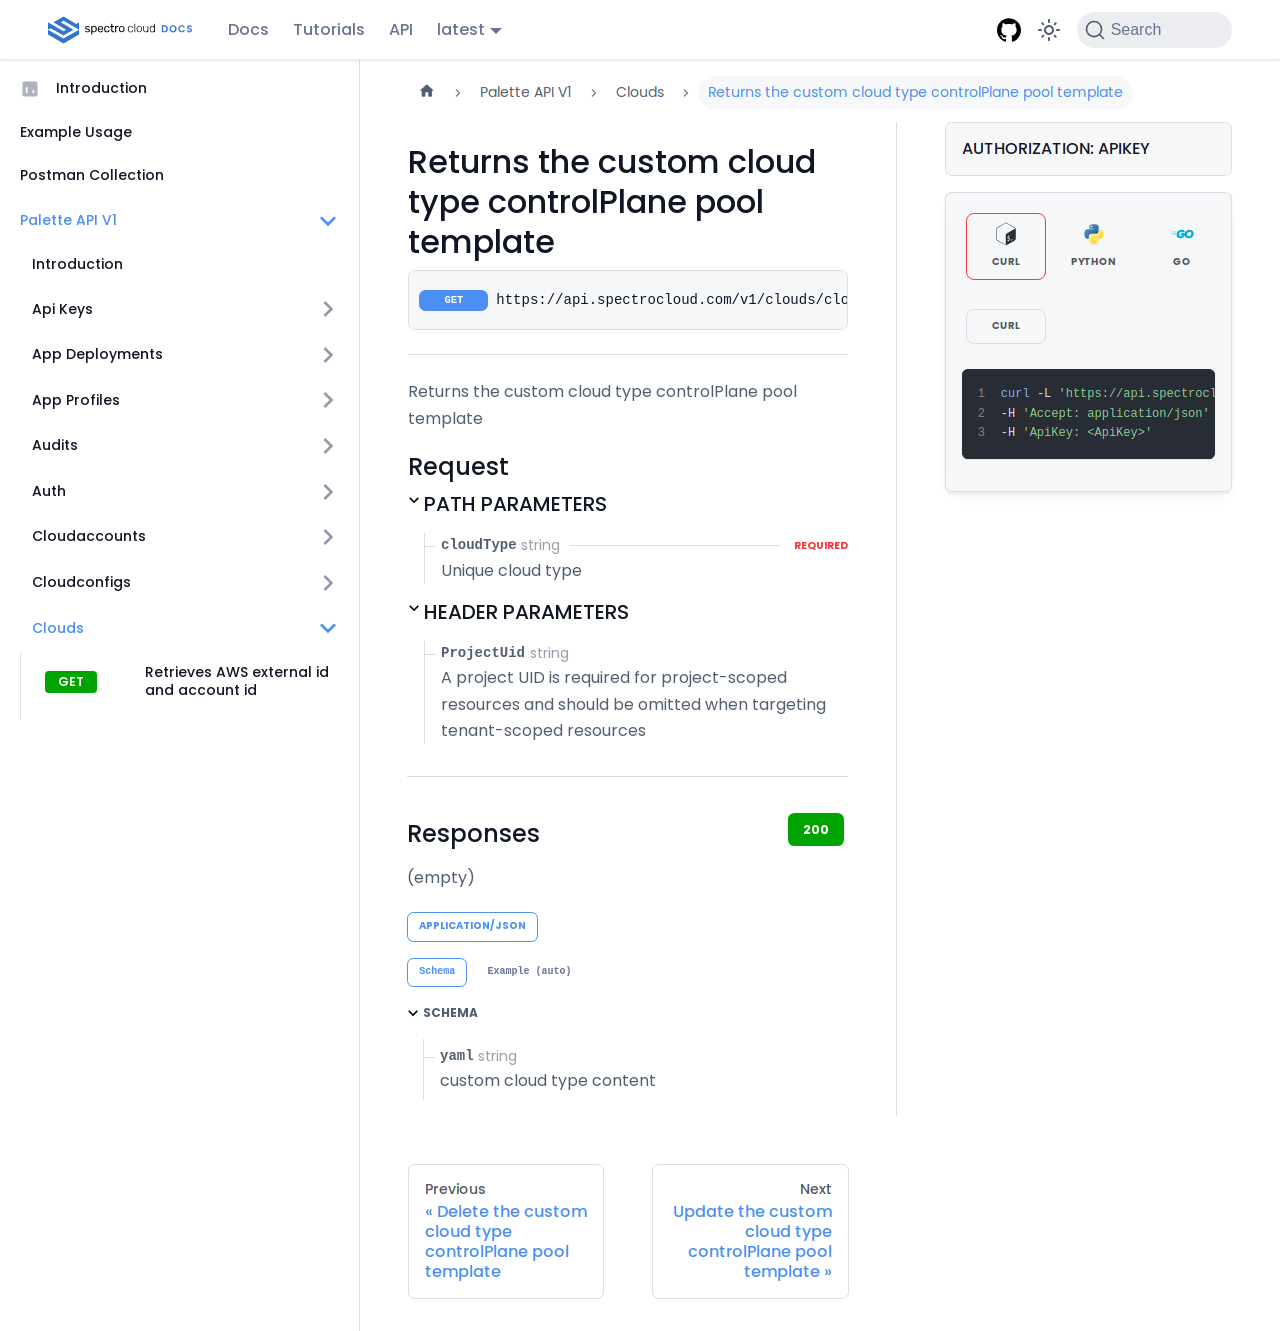 spectro cloud DOCS
Docs
Tutorials
API
latest
Search
Introduction
Example Usage
Postman Collection
Palette API V1
Introduction
Api Keys
App Deployments
App Profiles
Audits
Auth
Cloudaccounts
Cloudconfigs
Clouds
GET
Retrieves AWS external id
and account id
Palette API V1
Clouds
Returns the custom cloud type controlPlane pool template
Returns the custom cloud
type controlPlane pool
template
GET https://api.spectrocloud.com/v1/clouds/clo
Returns the custom cloud type controlPlane pool
template
Request
PATH PARAMETERS
cloudType string REQUIRED
Unique cloud type
HEADER PARAMETERS
ProjectUid string
A project UID is required for project-scoped
resources and should be omitted when targeting
tenant-scoped resources
Responses
200
(empty)
APPLICATION/JSON
Schema
Example (auto)
SCHEMA
yaml string
custom cloud type content
Previous
« Delete the custom
cloud type
controlPlane pool
template
Next
Update the custom
cloud type
controlPlane pool
template »
AUTHORIZATION: APIKEY
CURL
PYTHON
GO
CURL
1 curl -L 'https://api.spectrocl
2 -H 'Accept: application/json'
3 -H 'ApiKey: <ApiKey>'